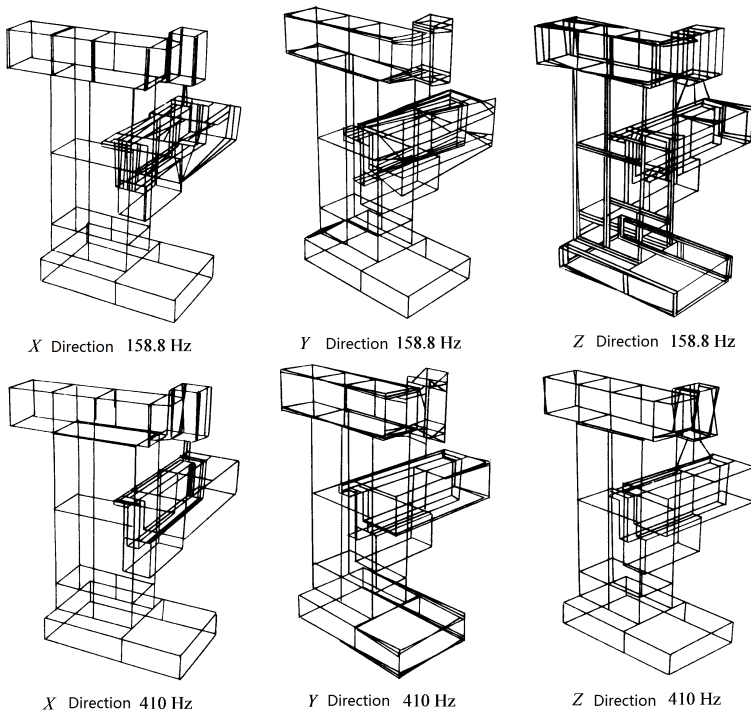 X Direction 158.8 Hz
Y Direction 158.8 Hz
Z Direction 158.8 Hz
X Direction 410 Hz
Y Direction 410 Hz
Z Direction 410 Hz